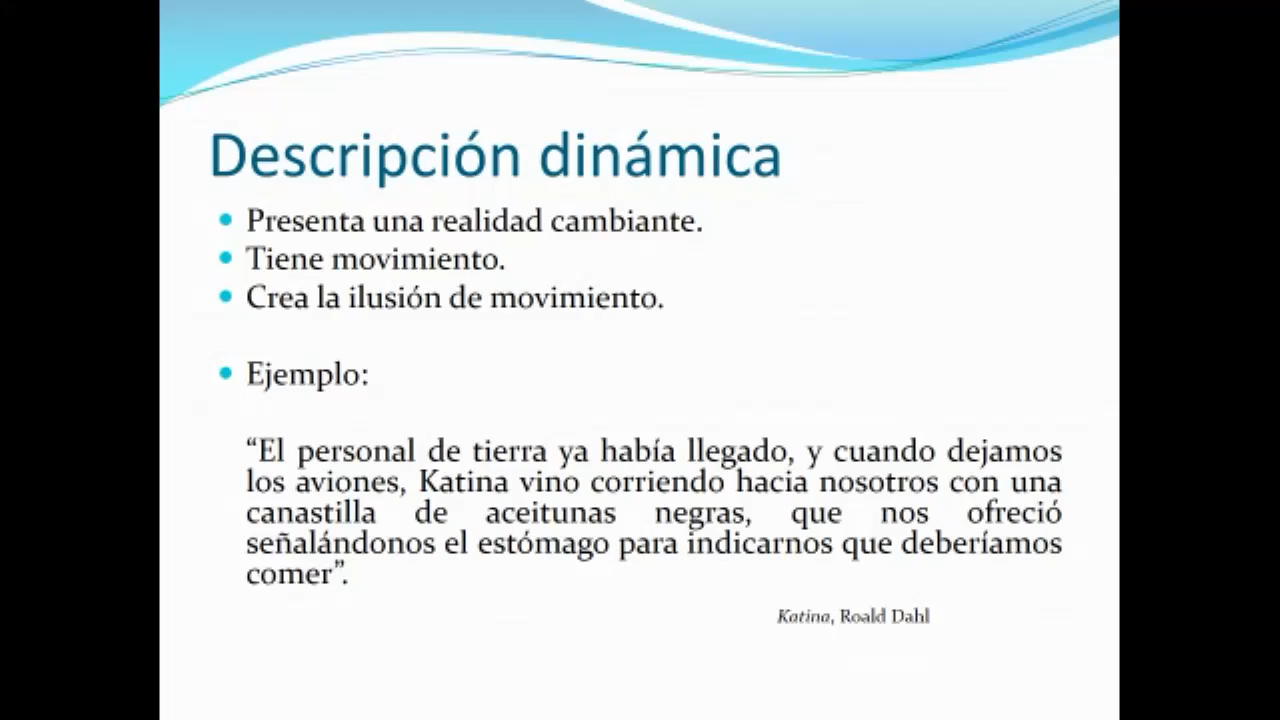 Descripción dinámica
Presenta una realidad cambiante.
Tiene movimiento.
Crea la ilusión de movimiento.
Ejemplo:
“El personal de tierra ya había llegado, y cuando dejamos
los aviones, Katina vino corriendo hacia nosotros con una
canastilla de aceitunas negras, que nos ofreció
señalándonos el estómago para indicarnos que deberíamos
comer”.
Katina, Roald Dahl